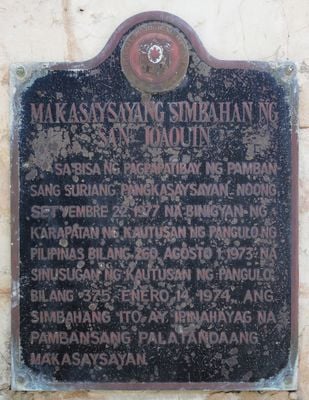 MAKASAYSAYANG SIMBAHAN NG
SAN JOAQUIN
SA BISA NG PAGPAPATIBAY NG PAMBAN-
SANG SURIANG PANGKASAYSAYAN NOONG
SETYEMBRE 22, 1977 NA BINIGYAN NG
KARAPATAN NG KAUTUSAN NG PANGULO NG
PILIPINAS BILANG 260, AGOSTO 1, 1973 NA
SINUSUGAN NG KAUTUSAN NG PANGULO,
BILANG 375, ENERO 14, 1974, ANG
SIMBAHANG ITO AY IPINAHAYAG NA
PAMBANSANG PALATANDAANG
MAKASAYSAYAN.